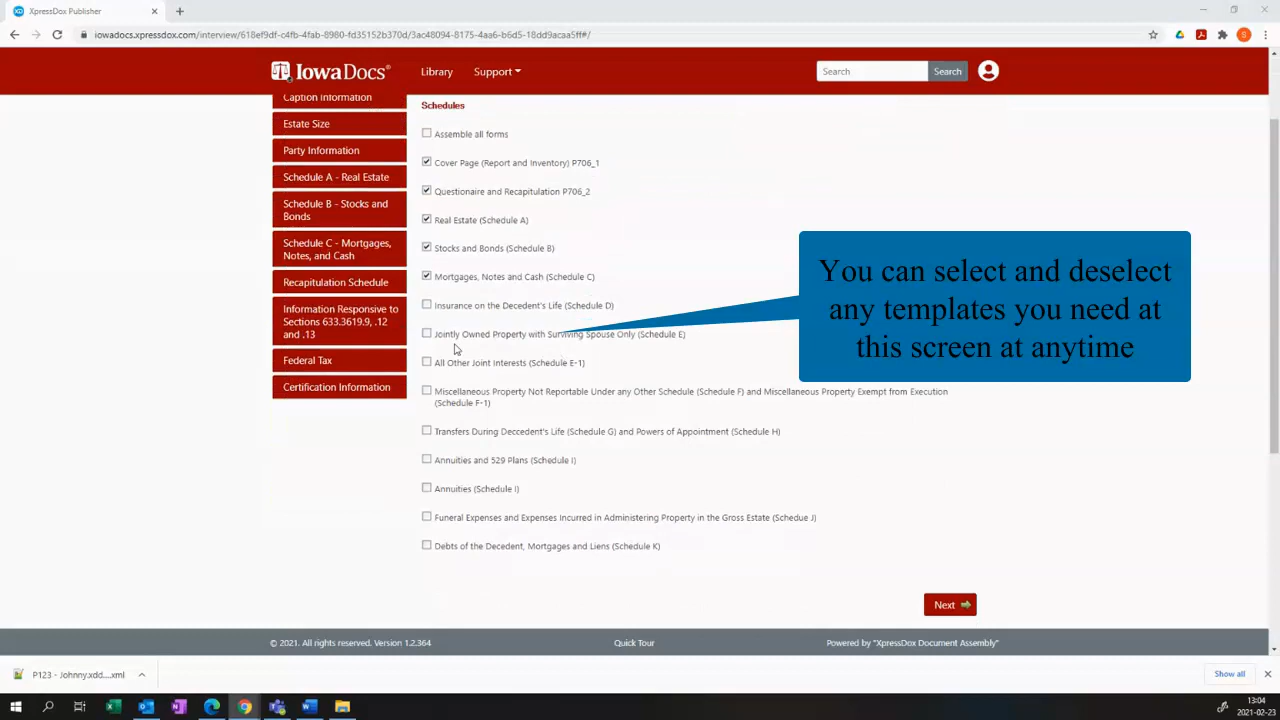 XpressDox Publisher
iowadocs.xpressdox.com/interview/618ef9df-c4fb-4fab-8980-fd35152b370d/3ac48094-8175-4aa6-b6d5-18dd9acaa5ff#/
S
IowaDocs®
Library
Support
Search
Search
Caption Information
Estate Size
Party Information
Schedule A - Real Estate
Schedule B - Stocks and
Bonds
Schedule C - Mortgages,
Notes, and Cash
Recapitulation Schedule
Information Responsive to
Sections 633.3619.9, .12
and .13
Federal Tax
Certification Information
Schedules
Assemble all forms
Cover Page (Report and Inventory) P706_1
Questionaire and Recapitulation P706_2
Real Estate (Schedule A)
Stocks and Bonds (Schedule B)
Mortgages, Notes and Cash (Schedule C)
Insurance on the Decedent's Life (Schedule D)
Jointly Owned Property with Surviving Spouse Only (Schedule E)
All Other Joint Interests (Schedule E-1)
Miscellaneous Property Not Reportable Under any Other Schedule (Schedule F) and Miscellaneous Property Exempt from Execution
(Schedule F-1)
Transfers During Deccedent's Life (Schedule G) and Powers of Appointment (Schedule H)
Annuities and 529 Plans (Schedule I)
Annuities (Schedule I)
Funeral Expenses and Expenses Incurred in Administering Property in the Gross Estate (Schedue J)
Debts of the Decedent, Mortgages and Liens (Schedule K)
You can select and deselect
any templates you need at
this screen at anytime
Next
© 2021. All rights reserved. Version 1.2.364
Quick Tour
Powered by "XpressDox Document Assembly"
P123 - Johnny.xdd....xml
Show all
13:04
2021-02-23